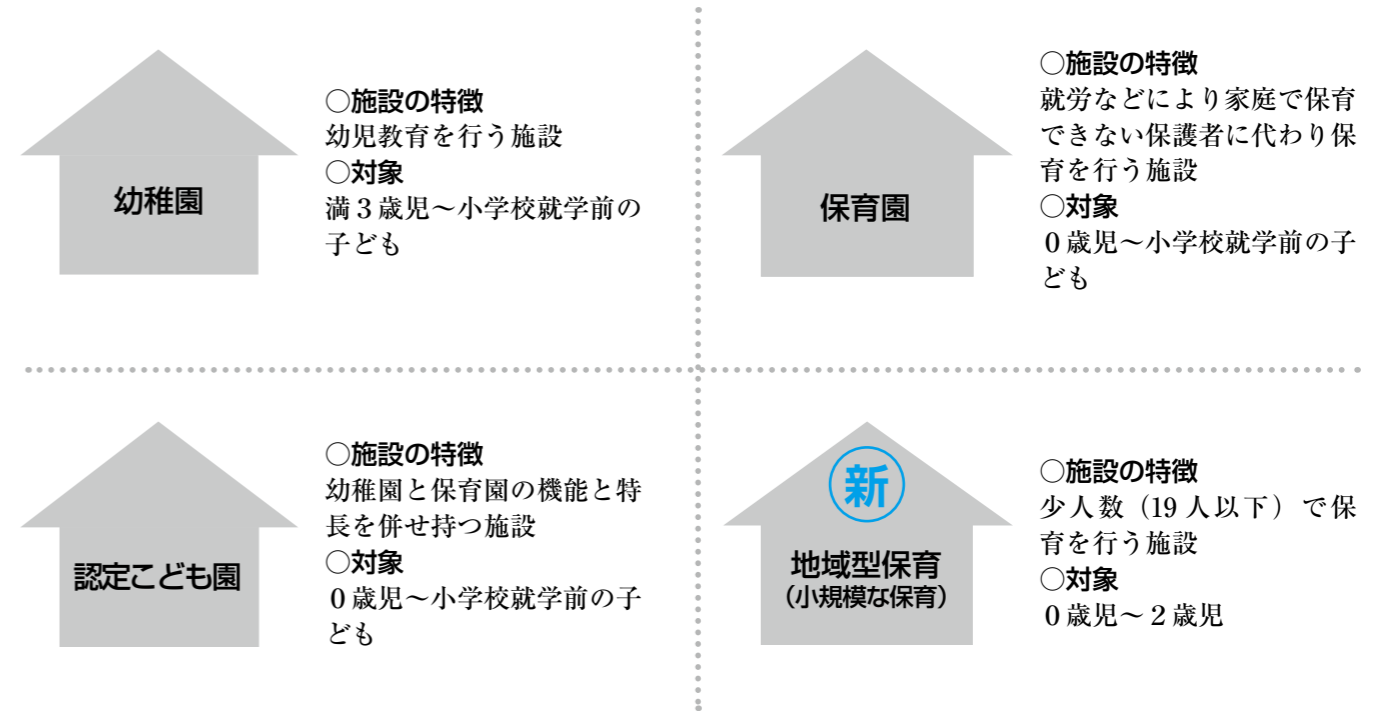 幼稚園
○施設の特徴
幼児教育を行う施設
○対象
満３歳児～小学校就学前の
子ども
保育園
○施設の特徴
就労などにより家庭で保育
できない保護者に代わり保
育を行う施設
○対象
０歳児～小学校就学前の子
ども
認定こども園
○施設の特徴
幼稚園と保育園の機能と特
長を併せ持つ施設
○対象
０歳児～小学校就学前の子
ども
新
地域型保育
（小規模な保育）
○施設の特徴
少人数（19 人以下）で保
育を行う施設
○対象
０歳児～２歳児